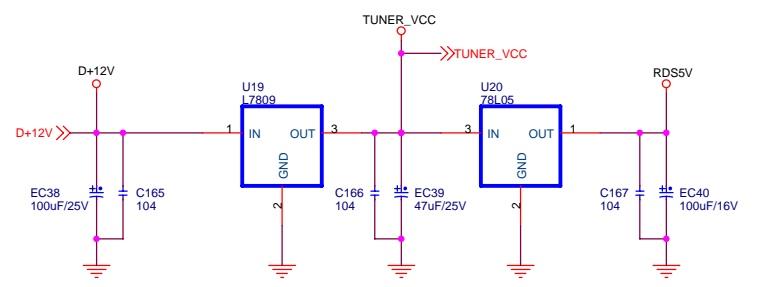 TUNER_VCC
TUNER_VCC
D+12V
RDS5V
U19
L7809
U20
78L05
D+12V
1
IN
OUT
3
GND
2
3
IN
OUT
1
GND
2
EC38
100uF/25V
C165
104
C166
104
EC39
47uF/25V
C167
104
EC40
100uF/16V